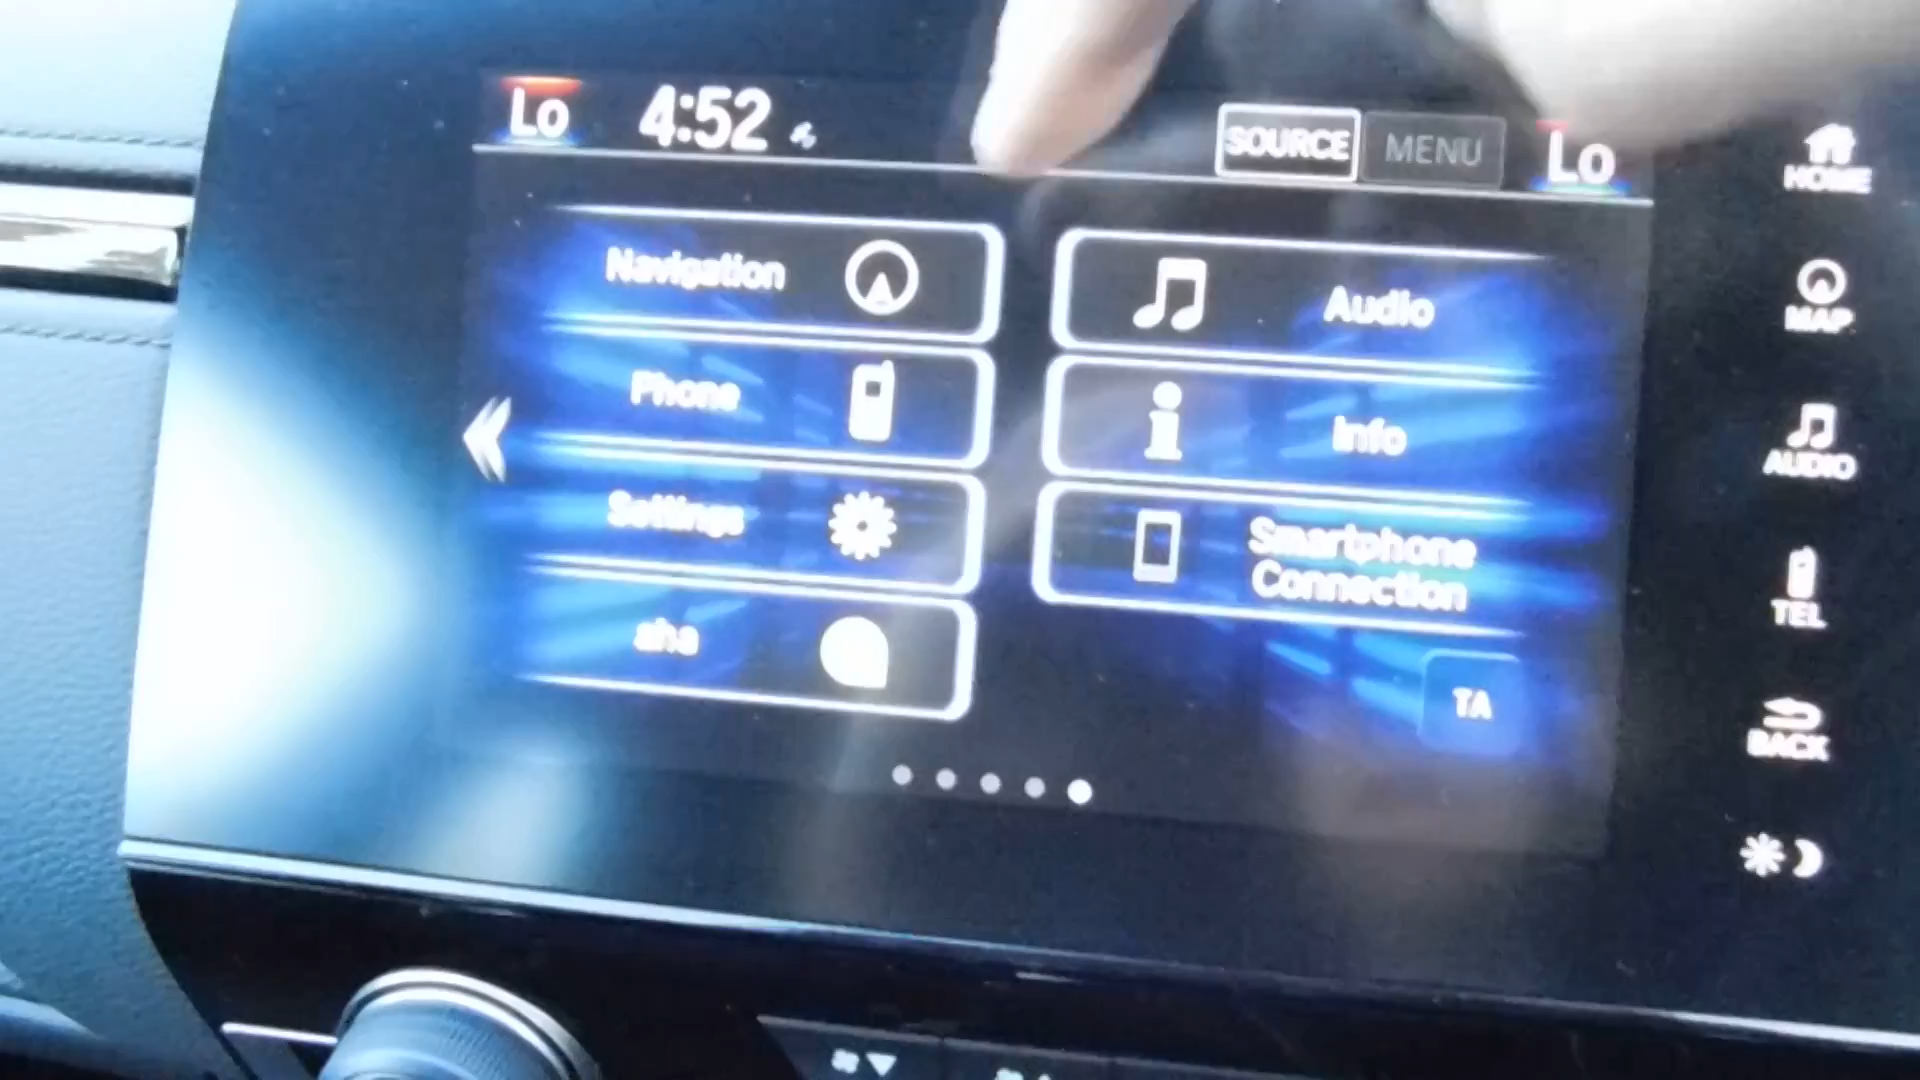 Lo 4:52 SOURCE MENU Lo
Navigation
Audio
Phone
Info
Settings
Smartphone
Connection
aha
TA
HOME
MAP
AUDIO
TEL
BACK